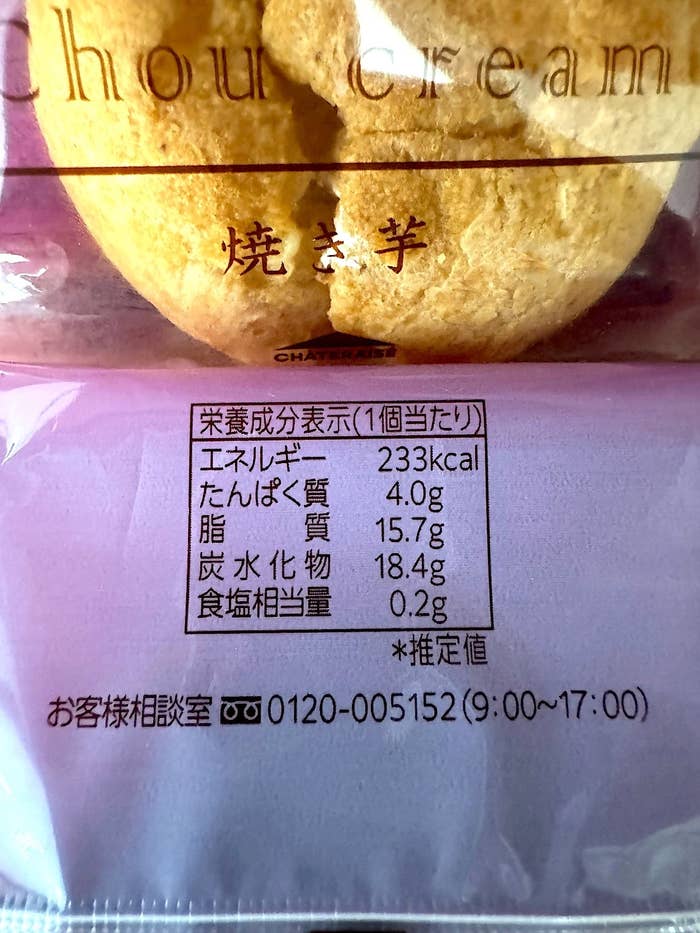 Chou cream
焼き芋
CHATERAISE
栄養成分表示(1個当たり)
エネルギー 233kcal
たんぱく質 4.0g
脂質 15.7g
炭水化物 18.4g
食塩相当量 0.2g
*推定値
お客様相談室 0120-005152(9:00~17:00)